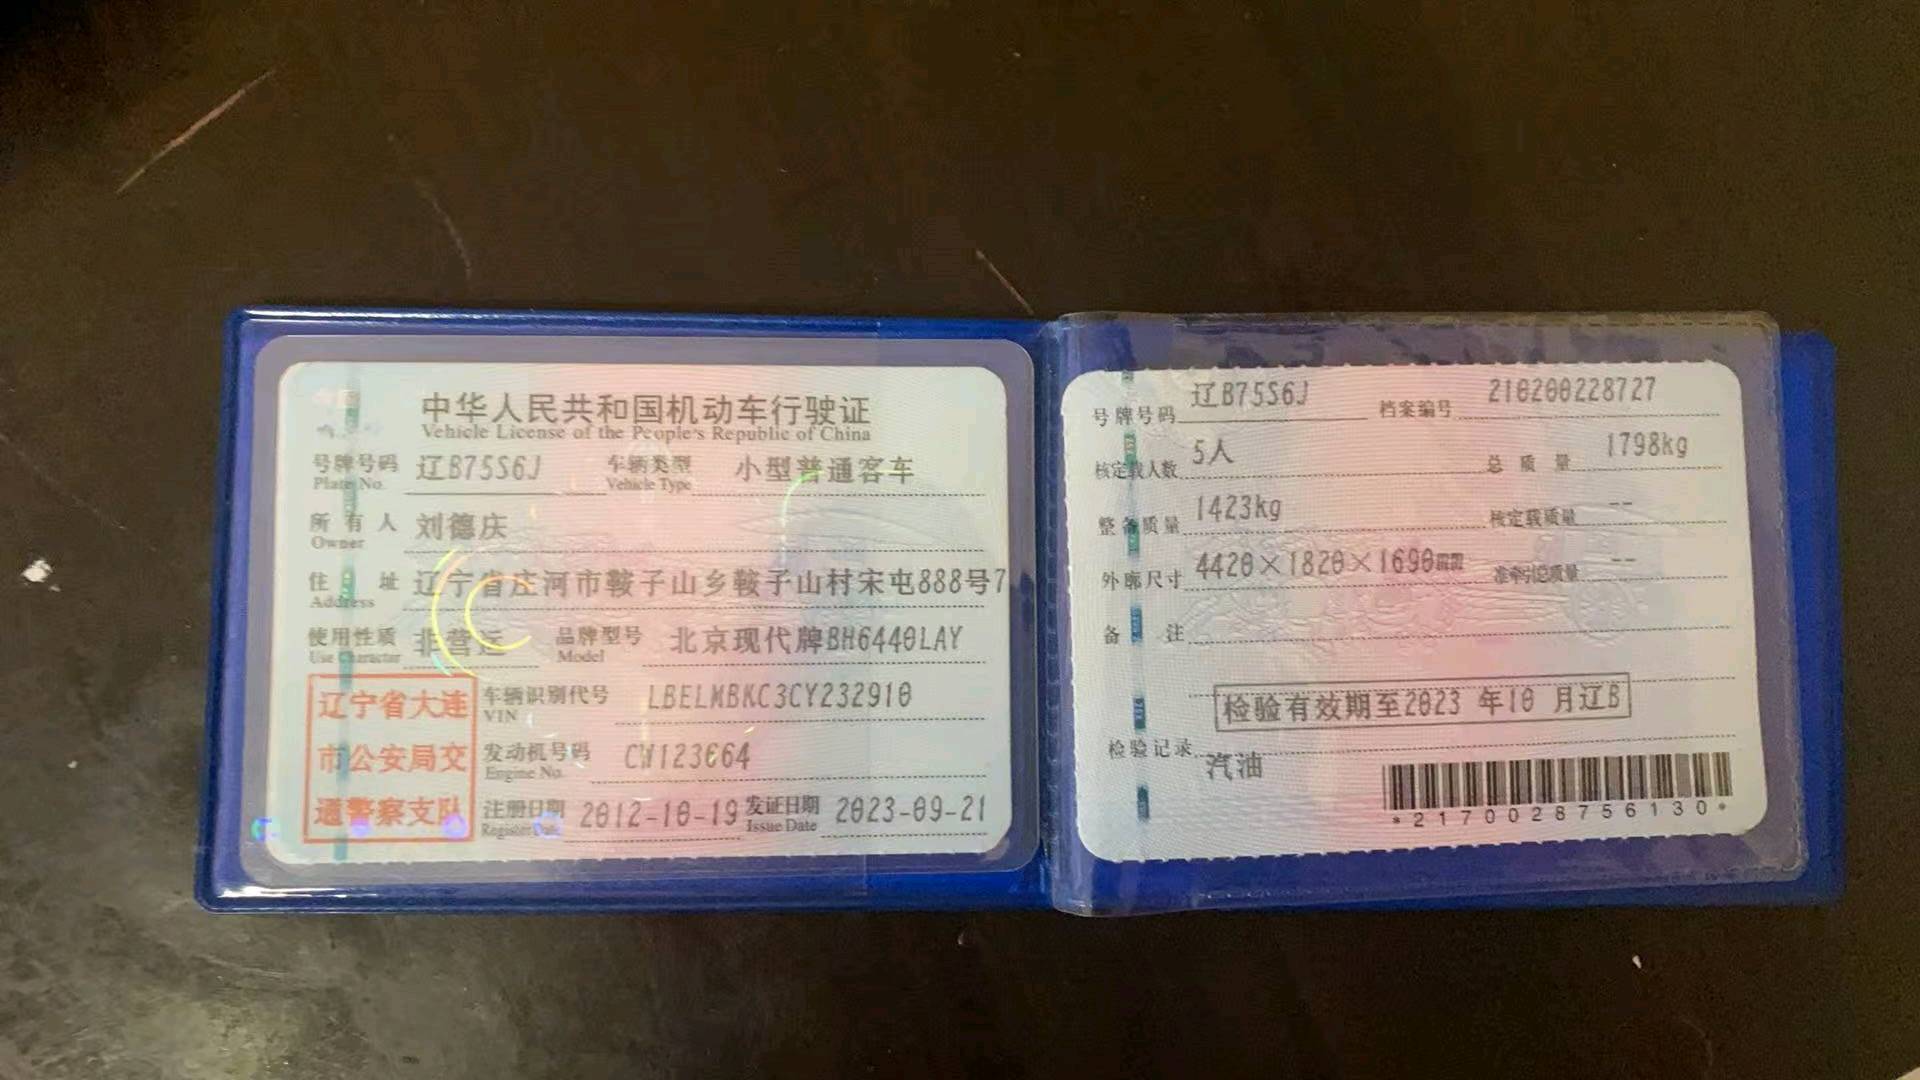 中华人民共和国机动车行驶证
Vehicle License of the People's Republic of China
号牌号码 辽B75S6J 车辆类型 小型普通客车
Plate No. Vehicle Type
所有人 刘德庆
Owner
住址 辽宁省庄河市鞍子山乡鞍子山村宋屯888号7
Address
使用性质 非营运 品牌型号 北京现代牌BH6440LAY
Use Character Model
辽宁省大连
市公安局交
通警察支队
车辆识别代号 LBELMBKC3CY232910
VIN
发动机号码 CW123664
Engine No.
注册日期 2012-10-19 发证日期 2023-09-21
Register Date Issue Date
号牌号码 辽B75S6J 档案编号 210200228727
核定载人数 5人 总质量 1798kg
整备质量 1423kg 核定载质量 --
外廓尺寸 4420×1820×1690mm 准牵引总质量 --
备注
检验有效期至2023 年10 月辽B
检验记录
汽油
*2170028756130*